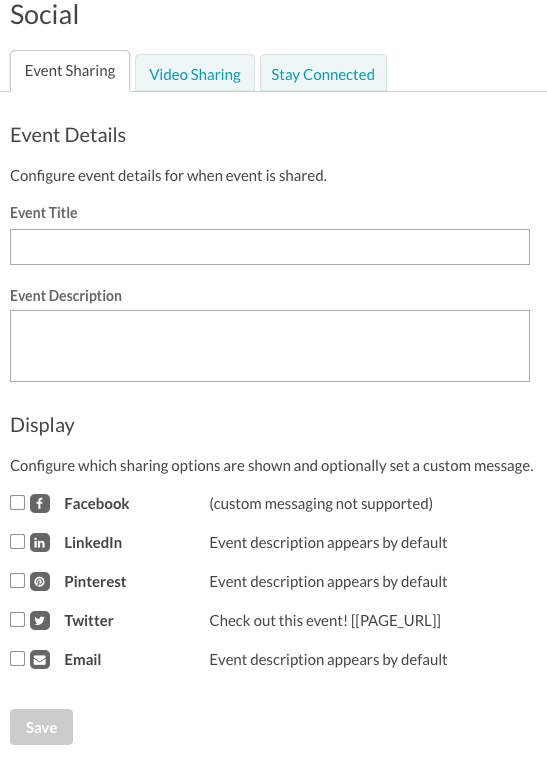 Social
Event Sharing Video Sharing Stay Connected
Event Details
Configure event details for when event is shared.
Event Title
Event Description
Display
Configure which sharing options are shown and optionally set a custom message.
Facebook (custom messaging not supported)
LinkedIn Event description appears by default
Pinterest Event description appears by default
Twitter Check out this event! [[PAGE_URL]]
Email Event description appears by default
Save